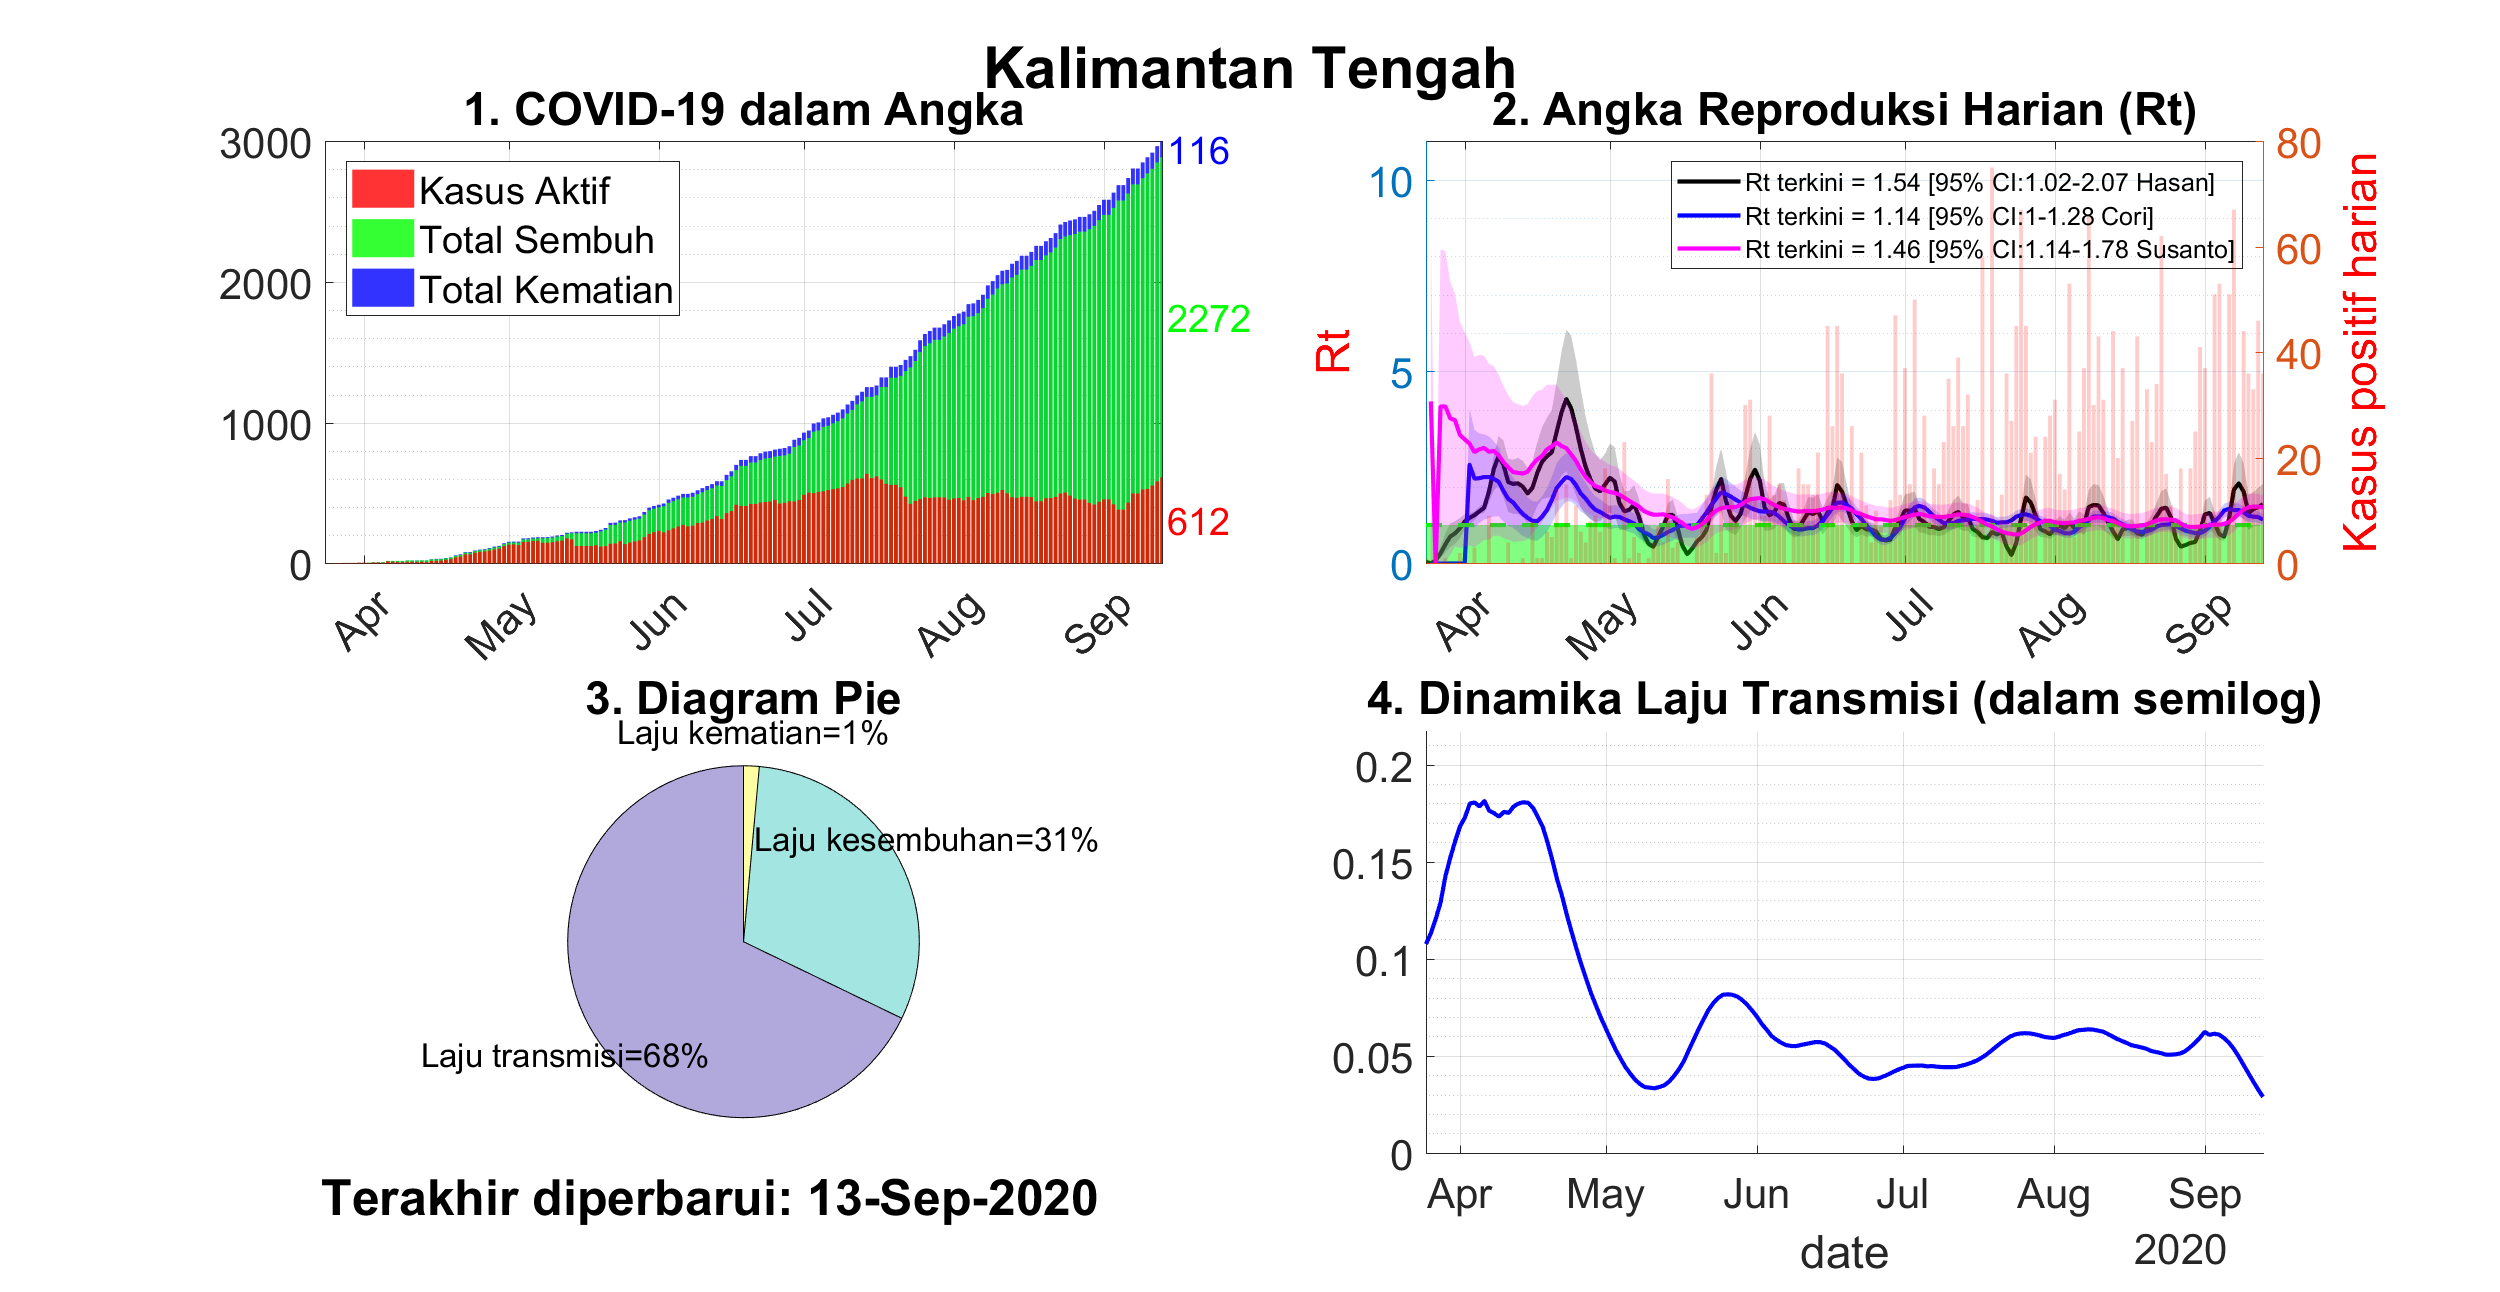 Kalimantan Tengah
1. COVID-19 dalam Angka
3000
2000
1000
0
Kasus Aktif
Total Sembuh
Total Kematian
116
2272
612
Apr
May
Jun
Jul
Aug
Sep
2. Angka Reproduksi Harian (Rt)
Rt
10
5
0
Rt terkini = 1.54 [95% CI:1.02-2.07 Hasan]
Rt terkini = 1.14 [95% CI:1-1.28 Cori]
Rt terkini = 1.46 [95% CI:1.14-1.78 Susanto]
80
60
40
20
0
Kasus positif harian
Apr
May
Jun
Jul
Aug
Sep
3. Diagram Pie
Laju kematian=1%
Laju kesembuhan=31%
Laju transmisi=68%
Terakhir diperbarui: 13-Sep-2020
4. Dinamika Laju Transmisi (dalam semilog)
0.2
0.15
0.1
0.05
0
Apr
May
Jun
Jul
Aug
Sep
date
2020